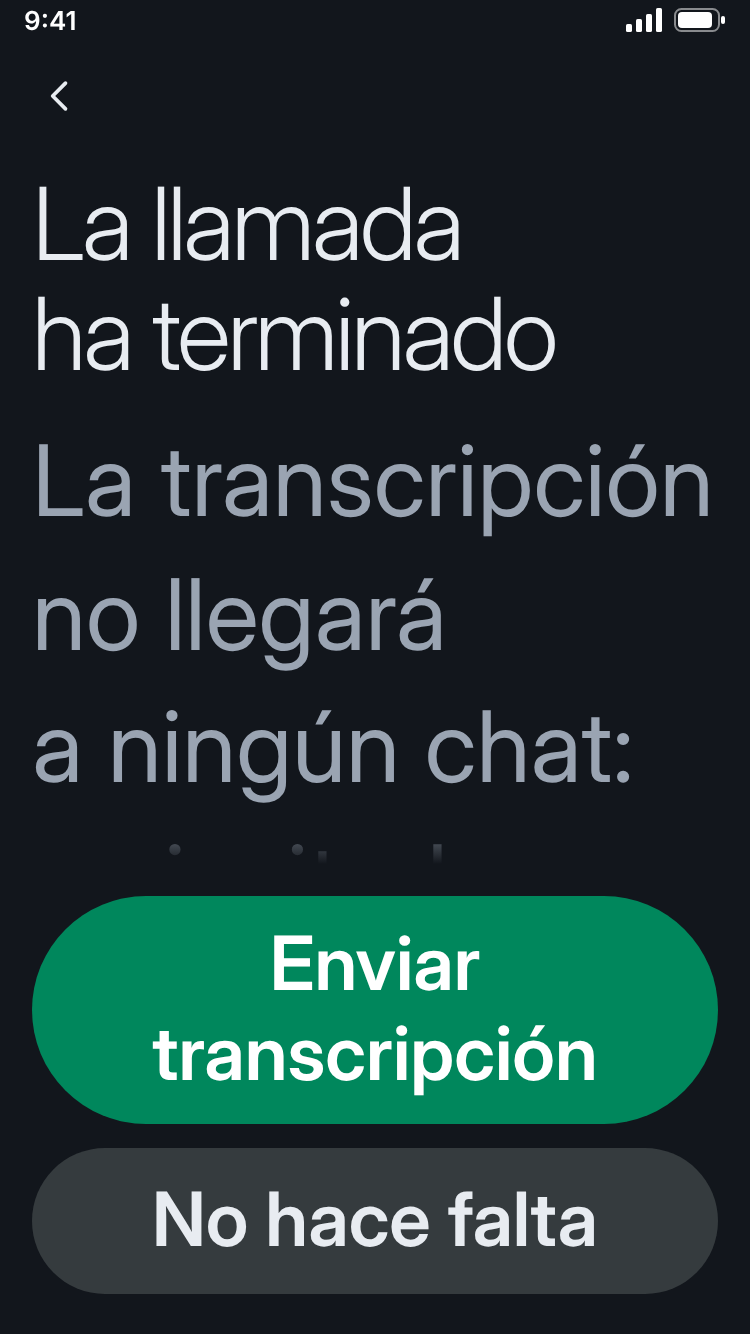 9:41
La llamada
ha terminado
La transcripción
no llegará
a ningún chat:
Enviar
transcripción
No hace falta